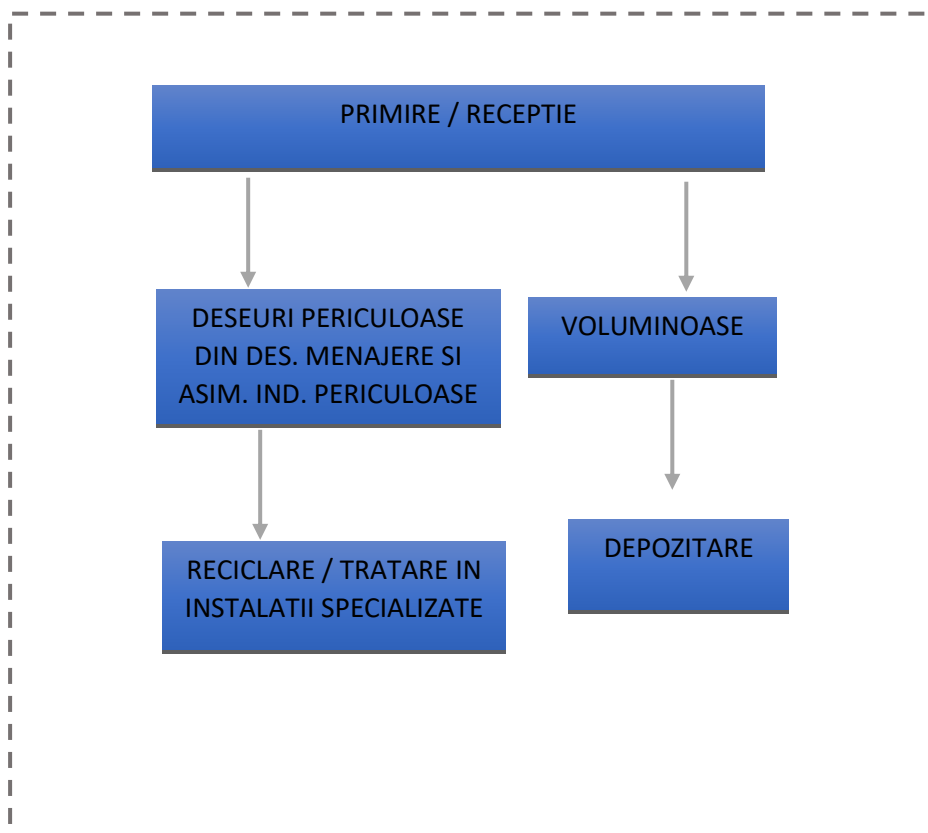 PRIMIRE / RECEPTIE
DESEURI PERICULOASE
DIN DES. MENAJERE SI
ASIM. IND. PERICULOASE
VOLUMINOASE
RECICLARE / TRATARE IN
INSTALATII SPECIALIZATE
DEPOZITARE